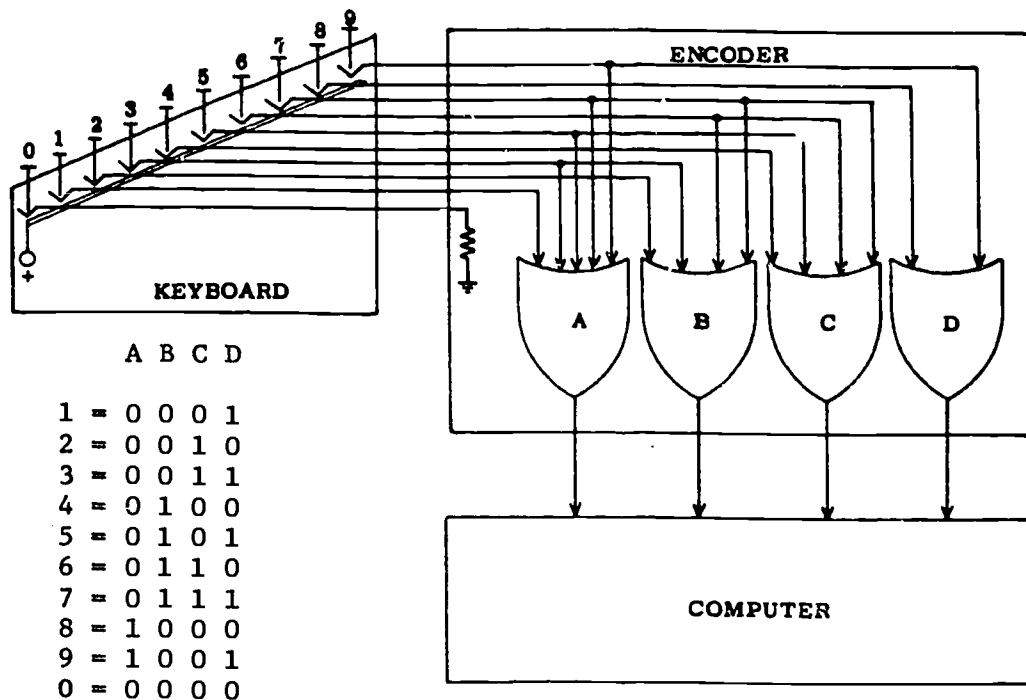 0 1 2 3 4 5 6 7 8 9
ENCODER
+
KEYBOARD
A B C D
A B C D
1 = 0 0 0 1
2 = 0 0 1 0
3 = 0 0 1 1
4 = 0 1 0 0
5 = 0 1 0 1
6 = 0 1 1 0
7 = 0 1 1 1
8 = 1 0 0 0
9 = 1 0 0 1
0 = 0 0 0 0
COMPUTER